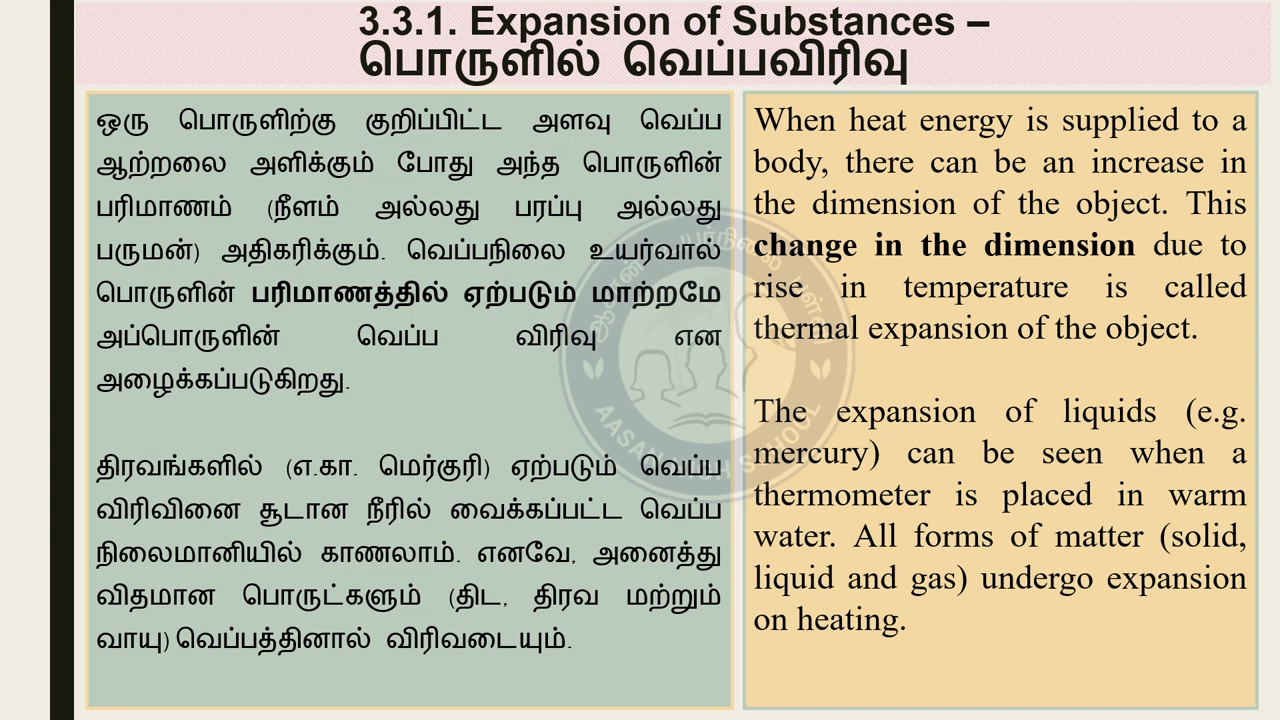 3.3.1. Expansion of Substances –
பொருளில் வெப்பவிரிவு
ஒரு பொருளிற்கு குறிப்பிட்ட அளவு வெப்ப
ஆற்றலை அளிக்கும் போது அந்த பொருளின்
பரிமாணம் (நீளம் அல்லது பரப்பு அல்லது
பருமன்) அதிகரிக்கும். வெப்பநிலை உயர்வால்
பொருளின் பரிமாணத்தில் ஏற்படும் மாற்றமே
அப்பொருளின் வெப்ப விரிவு என
அழைக்கப்படுகிறது.
திரவங்களில் (எ.கா. மெர்குரி) ஏற்படும் வெப்ப
விரிவினை சூடான நீரில் வைக்கப்பட்ட வெப்ப
நிலைமானியில் காணலாம். எனவே, அனைத்து
விதமான பொருட்களும் (திட, திரவ மற்றும்
வாயு) வெப்பத்தினால் விரிவடையும்.
When heat energy is supplied to a
body, there can be an increase in
the dimension of the object. This
change in the dimension due to
rise in temperature is called
thermal expansion of the object.
The expansion of liquids (e.g.
mercury) can be seen when a
thermometer is placed in warm
water. All forms of matter (solid,
liquid and gas) undergo expansion
on heating.
SCHOOL